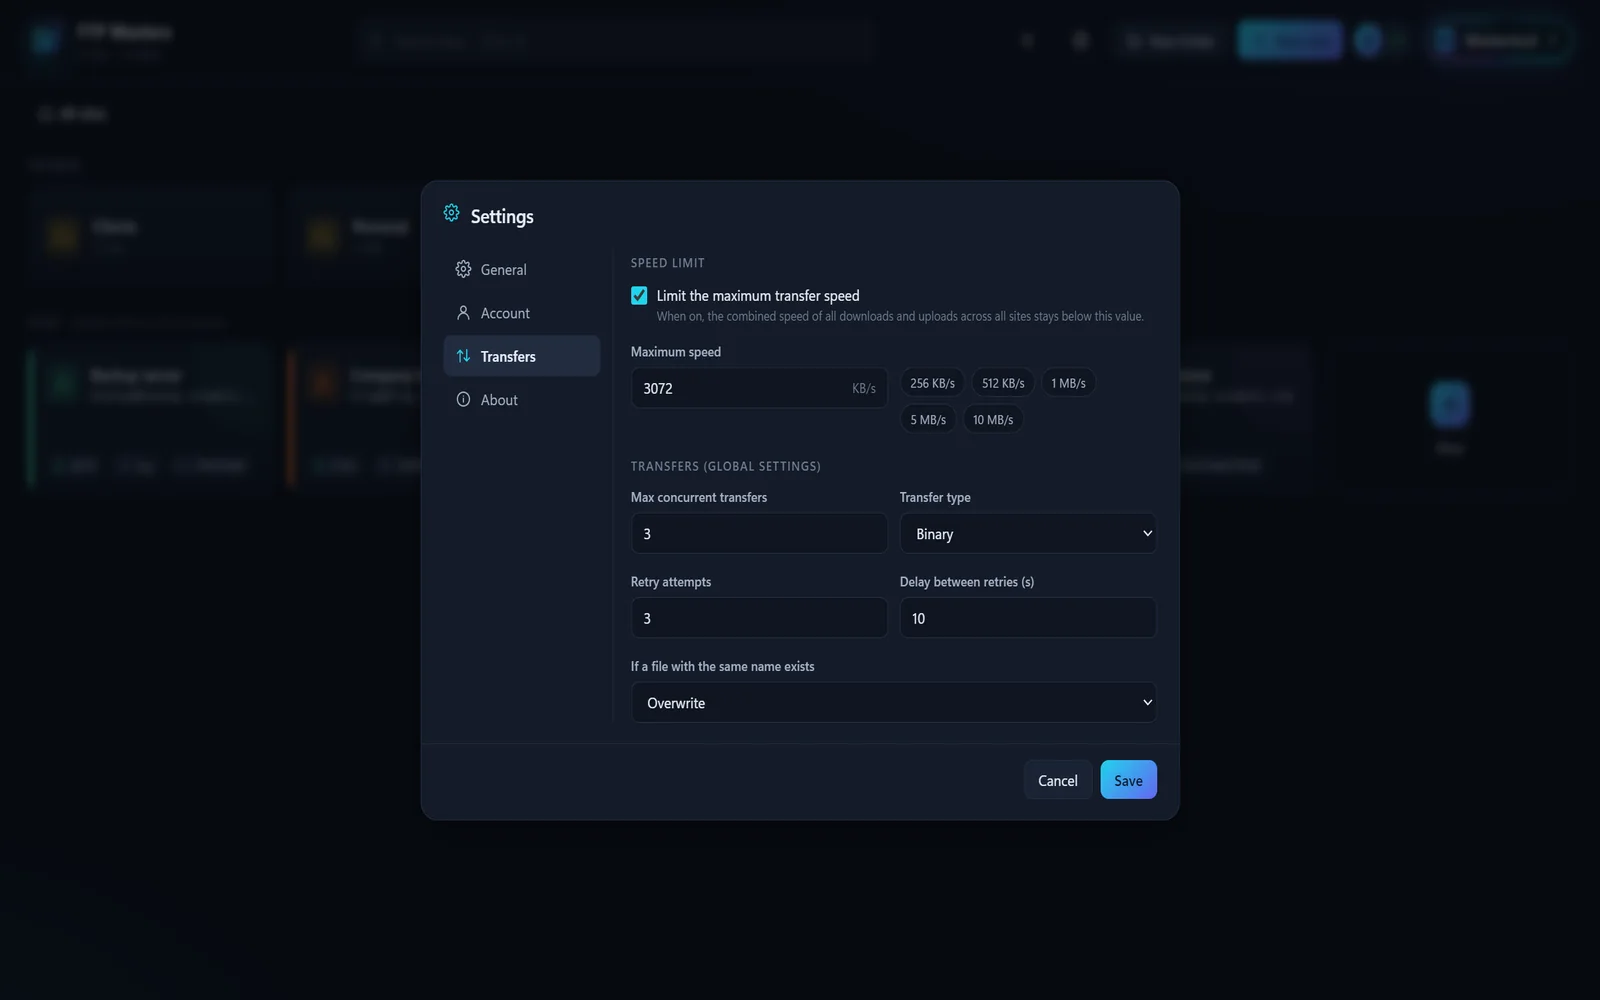 Settings
General
Account
Transfers
About
SPEED LIMIT
Limit the maximum transfer speed
When on, the combined speed of all downloads and uploads across all sites stays below this value.
Maximum speed
3072 KB/s
256 KB/s 512 KB/s 1 MB/s
5 MB/s 10 MB/s
TRANSFERS (GLOBAL SETTINGS)
Max concurrent transfers Transfer type
3 Binary
Retry attempts Delay between retries (s)
3 10
If a file with the same name exists
Overwrite
Cancel Save